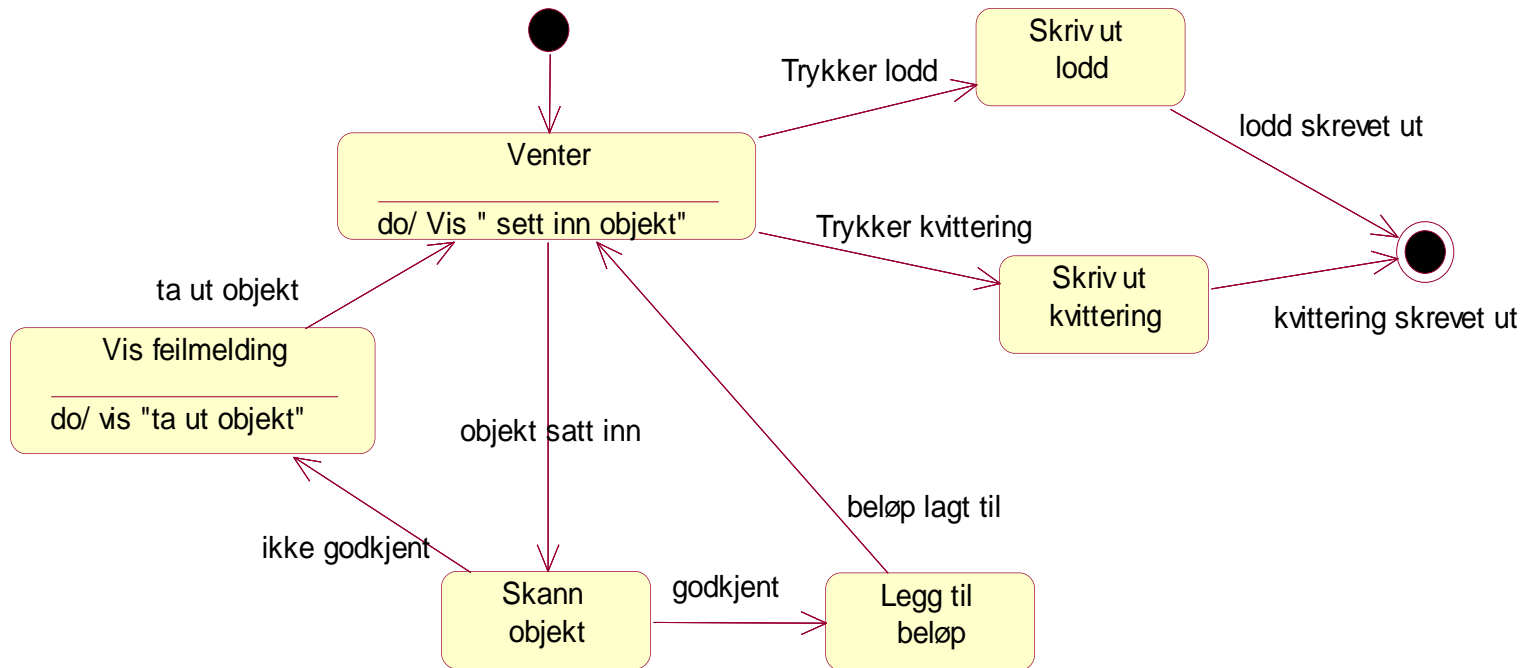 Skriv ut
lodd
Trykker lodd
lodd skrevet ut
Venter
do/ Vis " sett inn objekt"
Trykker kvittering
Skriv ut
kvittering
kvittering skrevet ut
ta ut objekt
Vis feilmelding
do/ vis "ta ut objekt"
objekt satt inn
beløp lagt til
ikke godkjent
Skann
objekt
godkjent
Legg til
beløp